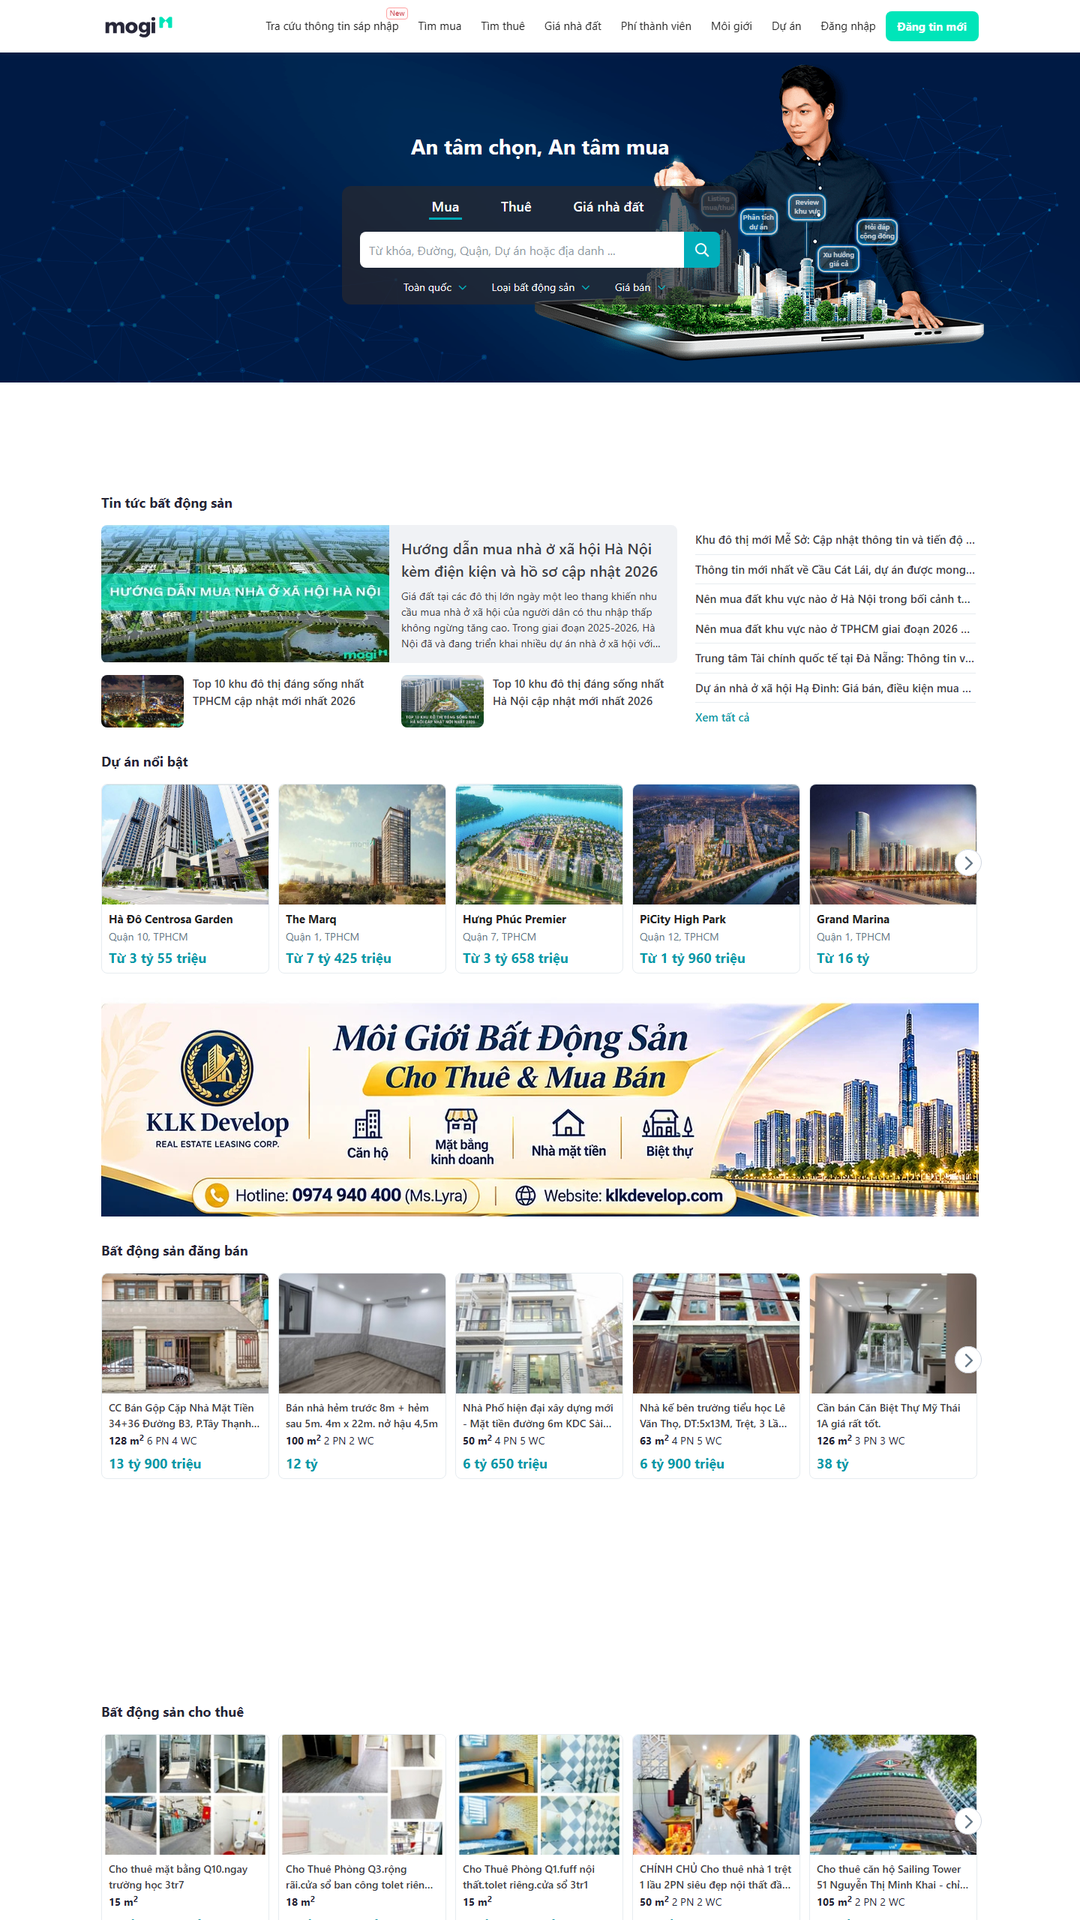 mogi
Tra cứu thông tin sáp nhập
New
Tìm mua
Tìm thuê
Giá nhà đất
Phí thành viên
Môi giới
Dự án
Đăng nhập
Đăng tin mới
An tâm chọn, An tâm mua
Mua
Thuê
Giá nhà đất
Từ khóa, Đường, Quận, Dự án hoặc địa danh ...
Toàn quốc
Loại bất động sản
Giá bán
Listing
mua/thuê
Phân tích
dự án
Review
khu vực
Xu hướng
giá cả
Hỏi đáp
cộng đồng
Tin tức bất động sản
HƯỚNG DẪN MUA NHÀ Ở XÃ HỘI HÀ NỘI
mogi
Hướng dẫn mua nhà ở xã hội Hà Nội
kèm điện kiện và hồ sơ cập nhật 2026
Giá đất tại các đô thị lớn ngày một leo thang khiến nhu
cầu mua nhà ở xã hội của người dân có thu nhập thấp
không ngừng tăng cao. Trong giai đoạn 2025-2026, Hà
Nội đã và đang triển khai nhiều dự án nhà ở xã hội với...
Top 10 khu đô thị đáng sống nhất
TPHCM cập nhật mới nhất 2026
TOP 10 KHU ĐÔ THỊ ĐÁNG SỐNG NHẤT
HÀ NỘI CẬP NHẬT MỚI NHẤT 2026
Top 10 khu đô thị đáng sống nhất
Hà Nội cập nhật mới nhất 2026
Khu đô thị mới Mễ Sở: Cập nhật thông tin và tiến độ ...
Thông tin mới nhất về Cầu Cát Lái, dự án được mong...
Nên mua đất khu vực nào ở Hà Nội trong bối cảnh t...
Nên mua đất khu vực nào ở TPHCM giai đoạn 2026 ...
Trung tâm Tài chính quốc tế tại Đà Nẵng: Thông tin v...
Dự án nhà ở xã hội Hạ Đình: Giá bán, điều kiện mua ...
Xem tất cả
Dự án nổi bật
Hà Đô Centrosa Garden
Quận 10, TPHCM
Từ 3 tỷ 55 triệu
The Marq
Quận 1, TPHCM
Từ 7 tỷ 425 triệu
Hưng Phúc Premier
Quận 7, TPHCM
Từ 3 tỷ 658 triệu
PiCity High Park
Quận 12, TPHCM
Từ 1 tỷ 960 triệu
Grand Marina
Quận 1, TPHCM
Từ 16 tỷ
KLK Develop
REAL ESTATE LEASING CORP.
Môi Giới Bất Động Sản
Cho Thuê & Mua Bán
Căn hộ
Mặt bằng
kinh doanh
Nhà mặt tiền
Biệt thự
Hotline: 0974 940 400 (Ms.Lyra)
Website: klkdevelop.com
Bất động sản đăng bán
CC Bán Gộp Cặp Nhà Mặt Tiền
34+36 Đường B3, P.Tây Thạnh...
128 m² 6 PN 4 WC
13 tỷ 900 triệu
Bán nhà hẻm trước 8m + hẻm
sau 5m. 4m x 22m. nở hậu 4,5m
100 m² 2 PN 2 WC
12 tỷ
Nhà Phố hiện đại xây dựng mới
- Mặt tiền đường 6m KDC Sài...
50 m² 4 PN 5 WC
6 tỷ 650 triệu
Nhà kế bên trường tiểu học Lê
Văn Thọ, DT:5x13M, Trệt, 3 Lầ...
63 m² 4 PN 5 WC
6 tỷ 900 triệu
Cần bán Căn Biệt Thự Mỹ Thái
1A giá rất tốt.
126 m² 3 PN 3 WC
38 tỷ
Bất động sản cho thuê
Cho thuê mặt bằng Q10.ngay
trường học 3tr7
15 m²
Cho Thuê Phòng Q3.rộng
rãi.cửa sổ ban công tolet riên...
18 m²
Cho Thuê Phòng Q1.fuff nội
thất.tolet riêng.cửa sổ 3tr1
15 m²
CHÍNH CHỦ Cho thuê nhà 1 trệt
1 lầu 2PN siêu đẹp nội thất đầ...
50 m² 2 PN 2 WC
Cho thuê căn hộ Sailing Tower
51 Nguyễn Thị Minh Khai - chỉ...
105 m² 2 PN 2 WC